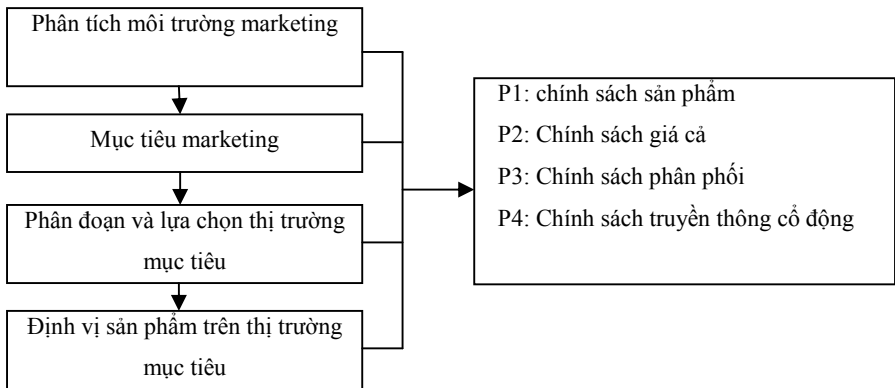 Phân tích môi trường marketing
Mục tiêu marketing
Phân đoạn và lựa chọn thị trường
mục tiêu
Định vị sản phẩm trên thị trường
mục tiêu
P1: chính sách sản phẩm
P2: Chính sách giá cả
P3: Chính sách phân phối
P4: Chính sách truyền thông cổ động